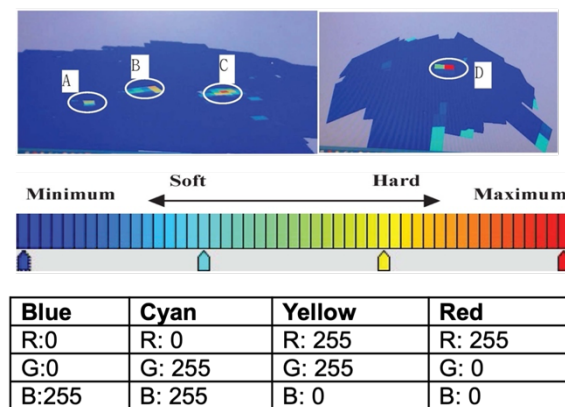 A
B
C
D
Soft Hard
Minimum Maximum
Blue Cyan Yellow Red
R:0 R: 0 R: 255 R: 255
G:0 G: 255 G: 255 G: 0
B:255 B: 255 B: 0 B: 0